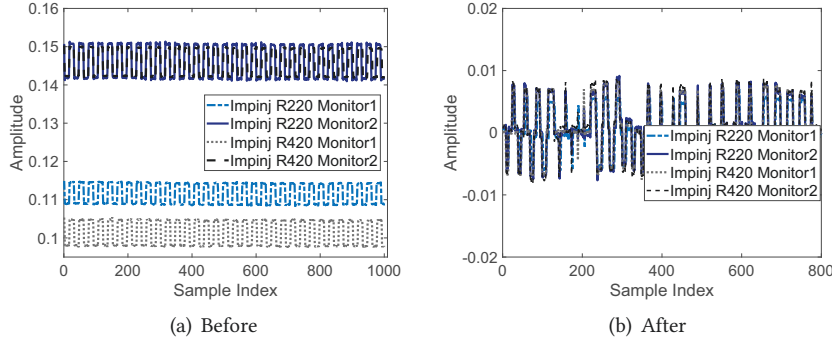 0.16
0.15
0.14
0.13
0.12
0.11
0.1
Amplitude
Impinj R220 Monitor1
Impinj R220 Monitor2
Impinj R420 Monitor1
Impinj R420 Monitor2
0 200 400 600 800 1000
Sample Index
(a) Before
0.02
0.01
0
-0.01
-0.02
Amplitude
Impinj R220 Monitor1
Impinj R220 Monitor2
Impinj R420 Monitor1
Impinj R420 Monitor2
0 200 400 600 800
Sample Index
(b) After